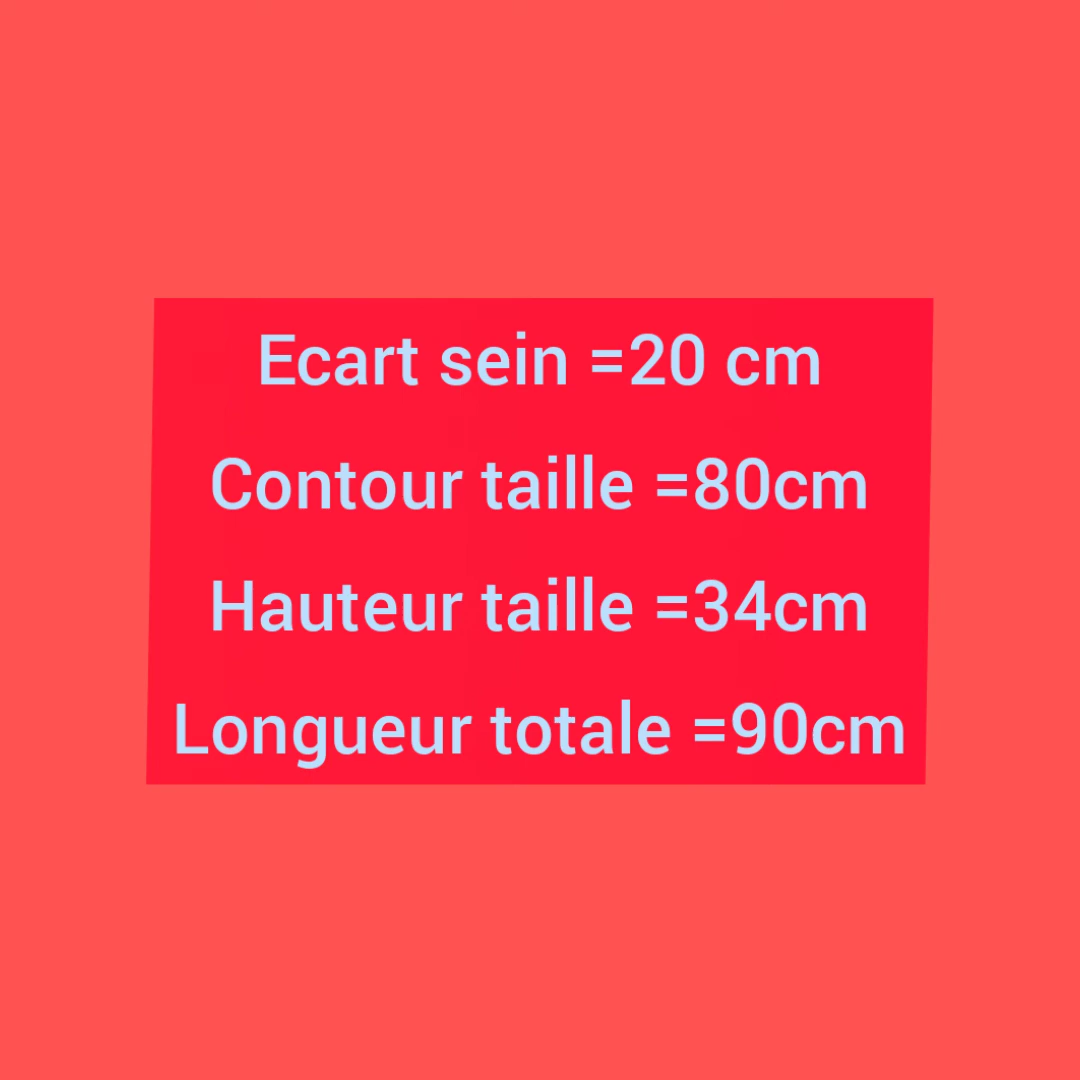 Ecart sein =20 cm
Contour taille =80cm
Hauteur taille =34cm
Longueur totale =90cm